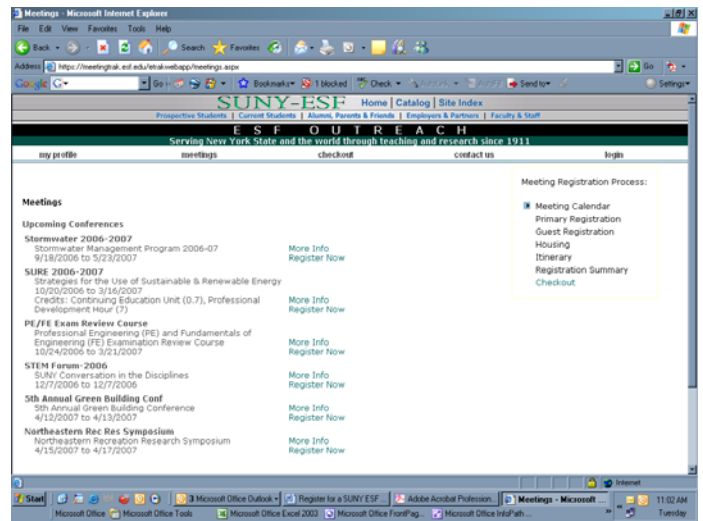 Meetings - Microsoft Internet Explorer
File Edit View Favorites Tools Help
Back Search Favorites
Address https://meetingtrak.esf.edu/etrakwebapp/meetings.aspx Go
Google G Go Bookmarks 1 blocked Check AutoLink AutoFill Send to Settings
SUNY-ESF Home | Catalog | Site Index
Prospective Students | Current Students | Alumni, Parents & Friends | Employers & Partners | Faculty & Staff
ESF OUTREACH
Serving New York State and the world through teaching and research since 1911
my profile meetings checkout contact us login
Meeting Registration Process:
Meetings
Meeting Calendar
Primary Registration
Guest Registration
Housing
Itinerary
Registration Summary
Checkout
Upcoming Conferences
Stormwater 2006-2007
Stormwater Management Program 2006-07 More Info
9/18/2006 to 5/23/2007 Register Now
SURE 2006-2007
Strategies for the Use of Sustainable & Renewable Energy
10/20/2006 to 3/16/2007
Credits: Continuing Education Unit (0.7), Professional More Info
Development Hour (7) Register Now
PE/FE Exam Review Course
Professional Engineering (PE) and Fundamentals of
Engineering (FE) Examination Review Course More Info
10/24/2006 to 3/21/2007 Register Now
STEM Forum-2006
SUNY Conversation in the Disciplines More Info
12/7/2006 to 12/7/2006 Register Now
5th Annual Green Building Conf
5th Annual Green Building Conference More Info
4/12/2007 to 4/13/2007 Register Now
Northeastern Rec Res Symposium
Northeastern Recreation Research Symposium More Info
4/15/2007 to 4/17/2007 Register Now
Internet
Start 3 Microsoft Office Outlook Register for a SUNY ESF ... Adobe Acrobat Profession... Meetings - Microsoft ... 11:02 AM
Microsoft Office Microsoft Office Tools Microsoft Office Excel 2003 Microsoft Office FrontPag... Microsoft Office InfoPath ... Tuesday